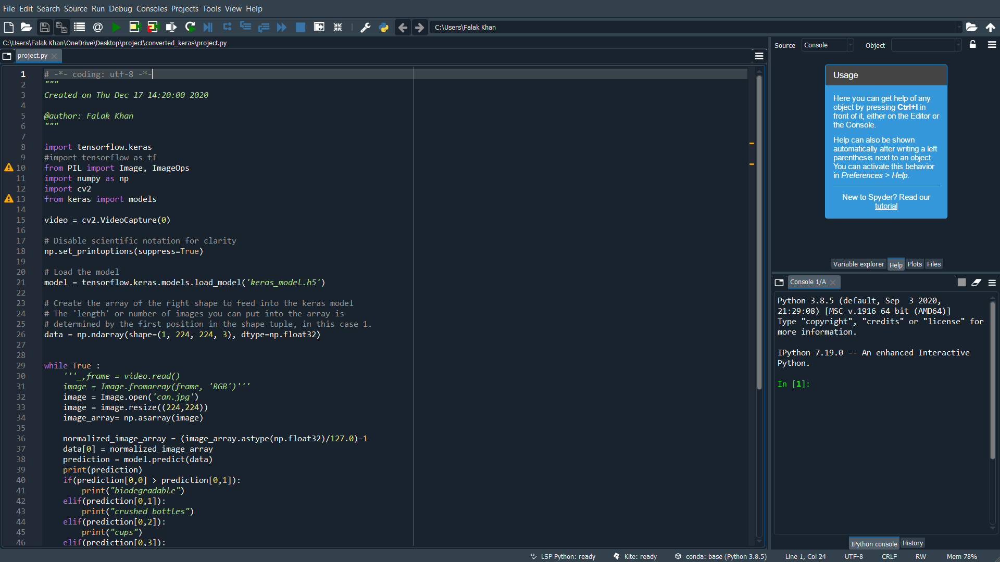 File Edit Search Source Run Debug Consoles Projects Tools View Help
C:\Users\Falak Khan
C:\Users\Falak Khan\OneDrive\Desktop\project\converted_keras\project.py
project.py
1 # -*- coding: utf-8 -*-
2 """
3 Created on Thu Dec 17 14:20:00 2020
4
5 @author: Falak Khan
6 """
7
8 import tensorflow.keras
9 #import tensorflow as tf
10 from PIL import Image, ImageOps
11 import numpy as np
12 import cv2
13 from keras import models
14
15 video = cv2.VideoCapture(0)
16
17 # Disable scientific notation for clarity
18 np.set_printoptions(suppress=True)
19
20 # Load the model
21 model = tensorflow.keras.models.load_model('keras_model.h5')
22
23 # Create the array of the right shape to feed into the keras model
24 # The 'length' or number of images you can put into the array is
25 # determined by the first position in the shape tuple, in this case 1.
26 data = np.ndarray(shape=(1, 224, 224, 3), dtype=np.float32)
27
28
29 while True :
30     '''_,frame = video.read()
31     image = Image.fromarray(frame, 'RGB')'''
32     image = Image.open('can.jpg')
33     image = image.resize((224,224))
34     image_array= np.asarray(image)
35
36     normalized_image_array = (image_array.astype(np.float32)/127.0)-1
37     data[0] = normalized_image_array
38     prediction = model.predict(data)
39     print(prediction)
40     if(prediction[0,0] > prediction[0,1]):
41         print("biodegradable")
42     elif(prediction[0,1]):
43         print("crushed bottles")
44     elif(prediction[0,2]):
45         print("cups")
46     elif(prediction[0,3]):
Source Console Object
Usage
Here you can get help of any
object by pressing Ctrl+I in
front of it, either on the Editor or
the Console.
Help can also be shown
automatically after writing a left
parenthesis next to an object.
You can activate this behavior
in Preferences > Help.
New to Spyder? Read our
tutorial
Variable explorer Help Plots Files
Console 1/A
Python 3.8.5 (default, Sep  3 2020,
21:29:08) [MSC v.1916 64 bit (AMD64)]
Type "copyright", "credits" or "license" for
more information.
IPython 7.19.0 -- An enhanced Interactive
Python.
In [1]:
IPython console History
LSP Python: ready Kite: ready conda: base (Python 3.8.5) Line 1, Col 24 UTF-8 CRLF RW Mem 78%